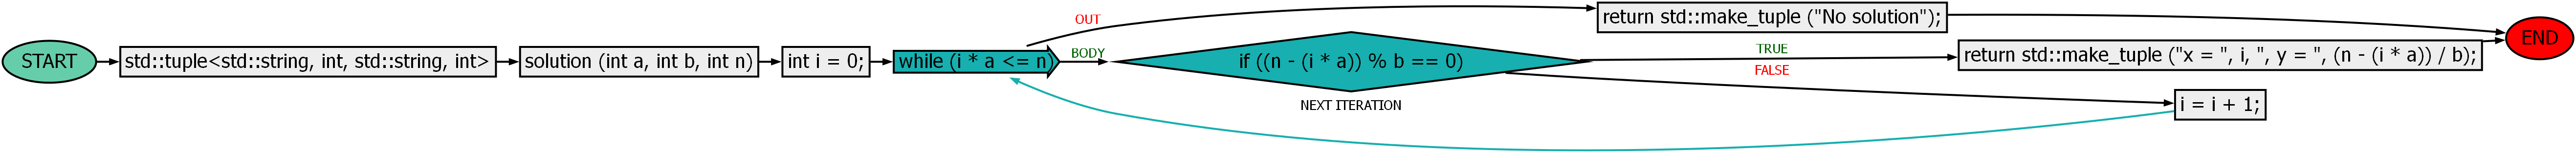 START
std::tuple<std::string, int, std::string, int>
solution (int a, int b, int n)
int i = 0;
while (i * a <= n)
OUT
BODY
if ((n - (i * a)) % b == 0)
NEXT ITERATION
return std::make_tuple ("No solution");
TRUE
FALSE
return std::make_tuple ("x = ", i, ", y = ", (n - (i * a)) / b);
i = i + 1;
END